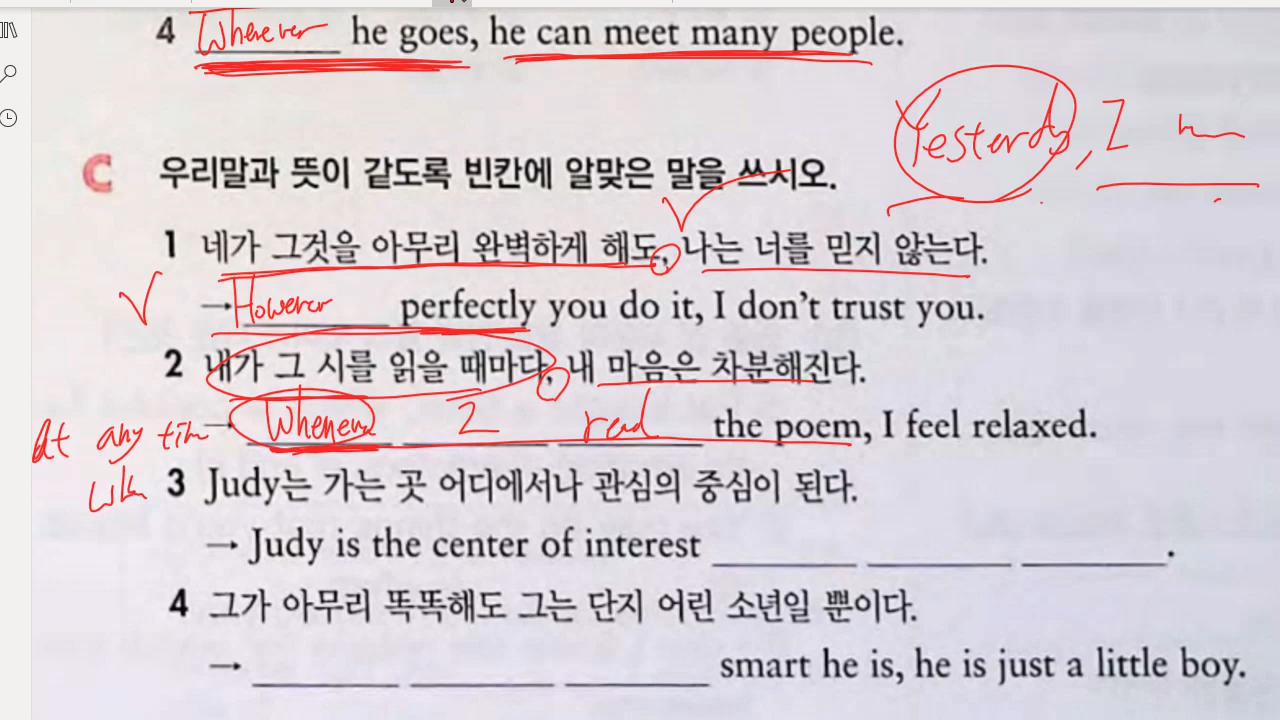 4 Wherever he goes, he can meet many people.
Yesterday, I
C 우리말과 뜻이 같도록 빈칸에 알맞은 말을 쓰시오.
1 네가 그것을 아무리 완벽하게 해도, 나는 너를 믿지 않는다.
→ However perfectly you do it, I don't trust you.
2 내가 그 시를 읽을 때마다, 내 마음은 차분해진다.
→ Whenever I read the poem, I feel relaxed.
At any time
when
3 Judy는 가는 곳 어디에서나 관심의 중심이 된다.
→ Judy is the center of interest ______ ______ ______.
4 그가 아무리 똑똑해도 그는 단지 어린 소년일 뿐이다.
→ ______ ______ ______ smart he is, he is just a little boy.